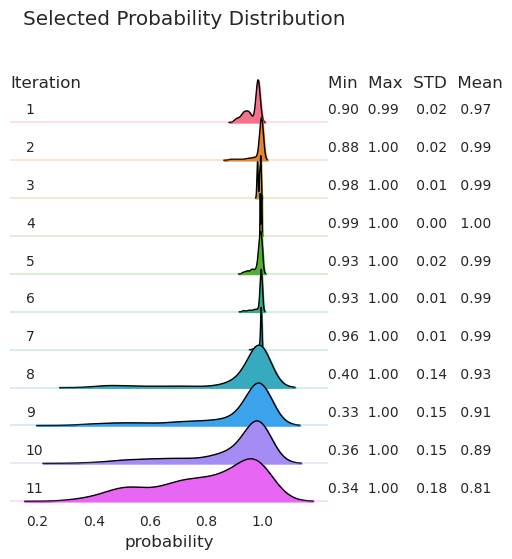 Selected Probability Distribution
Iteration Min Max STD Mean
1 0.90 0.99 0.02 0.97
2 0.88 1.00 0.02 0.99
3 0.98 1.00 0.01 0.99
4 0.99 1.00 0.00 1.00
5 0.93 1.00 0.02 0.99
6 0.93 1.00 0.01 0.99
7 0.96 1.00 0.01 0.99
8 0.40 1.00 0.14 0.93
9 0.33 1.00 0.15 0.91
10 0.36 1.00 0.15 0.89
11 0.34 1.00 0.18 0.81
0.2 0.4 0.6 0.8 1.0
probability